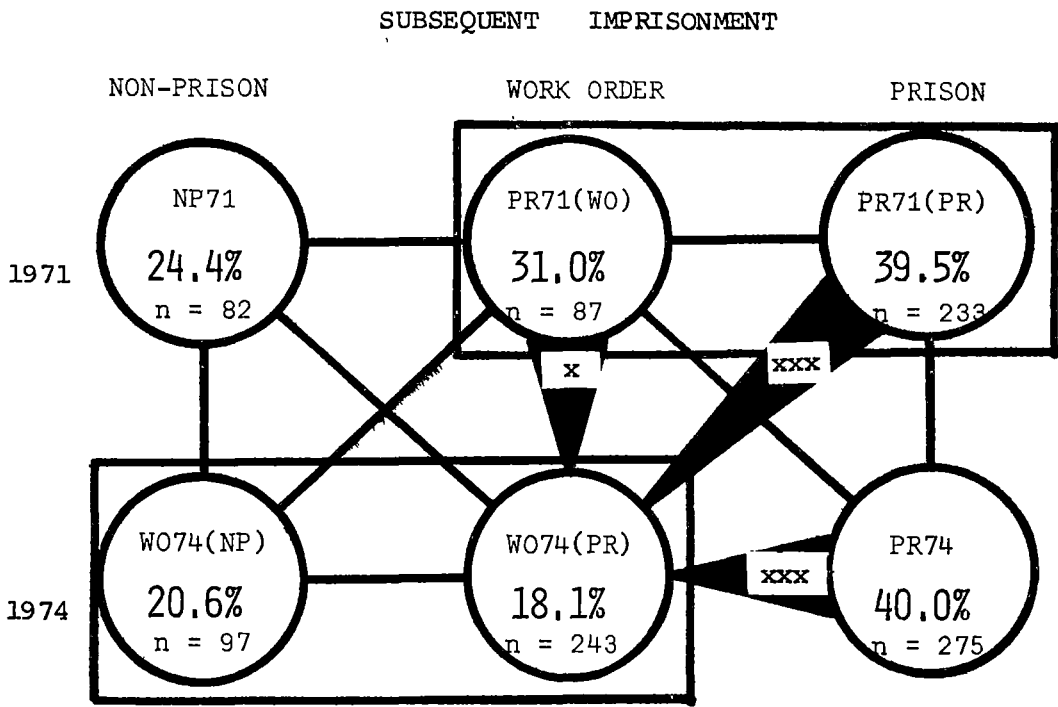 SUBSEQUENT IMPRISONMENT
NON-PRISON WORK ORDER PRISON
NP71 PR71(WO) PR71(PR)
1971 24.4% 31.0% 39.5%
n = 82 n = 87 n = 233
x xxx
WO74(NP) WO74(PR) PR74
xxx
1974 20.6% 18.1% 40.0%
n = 97 n = 243 n = 275